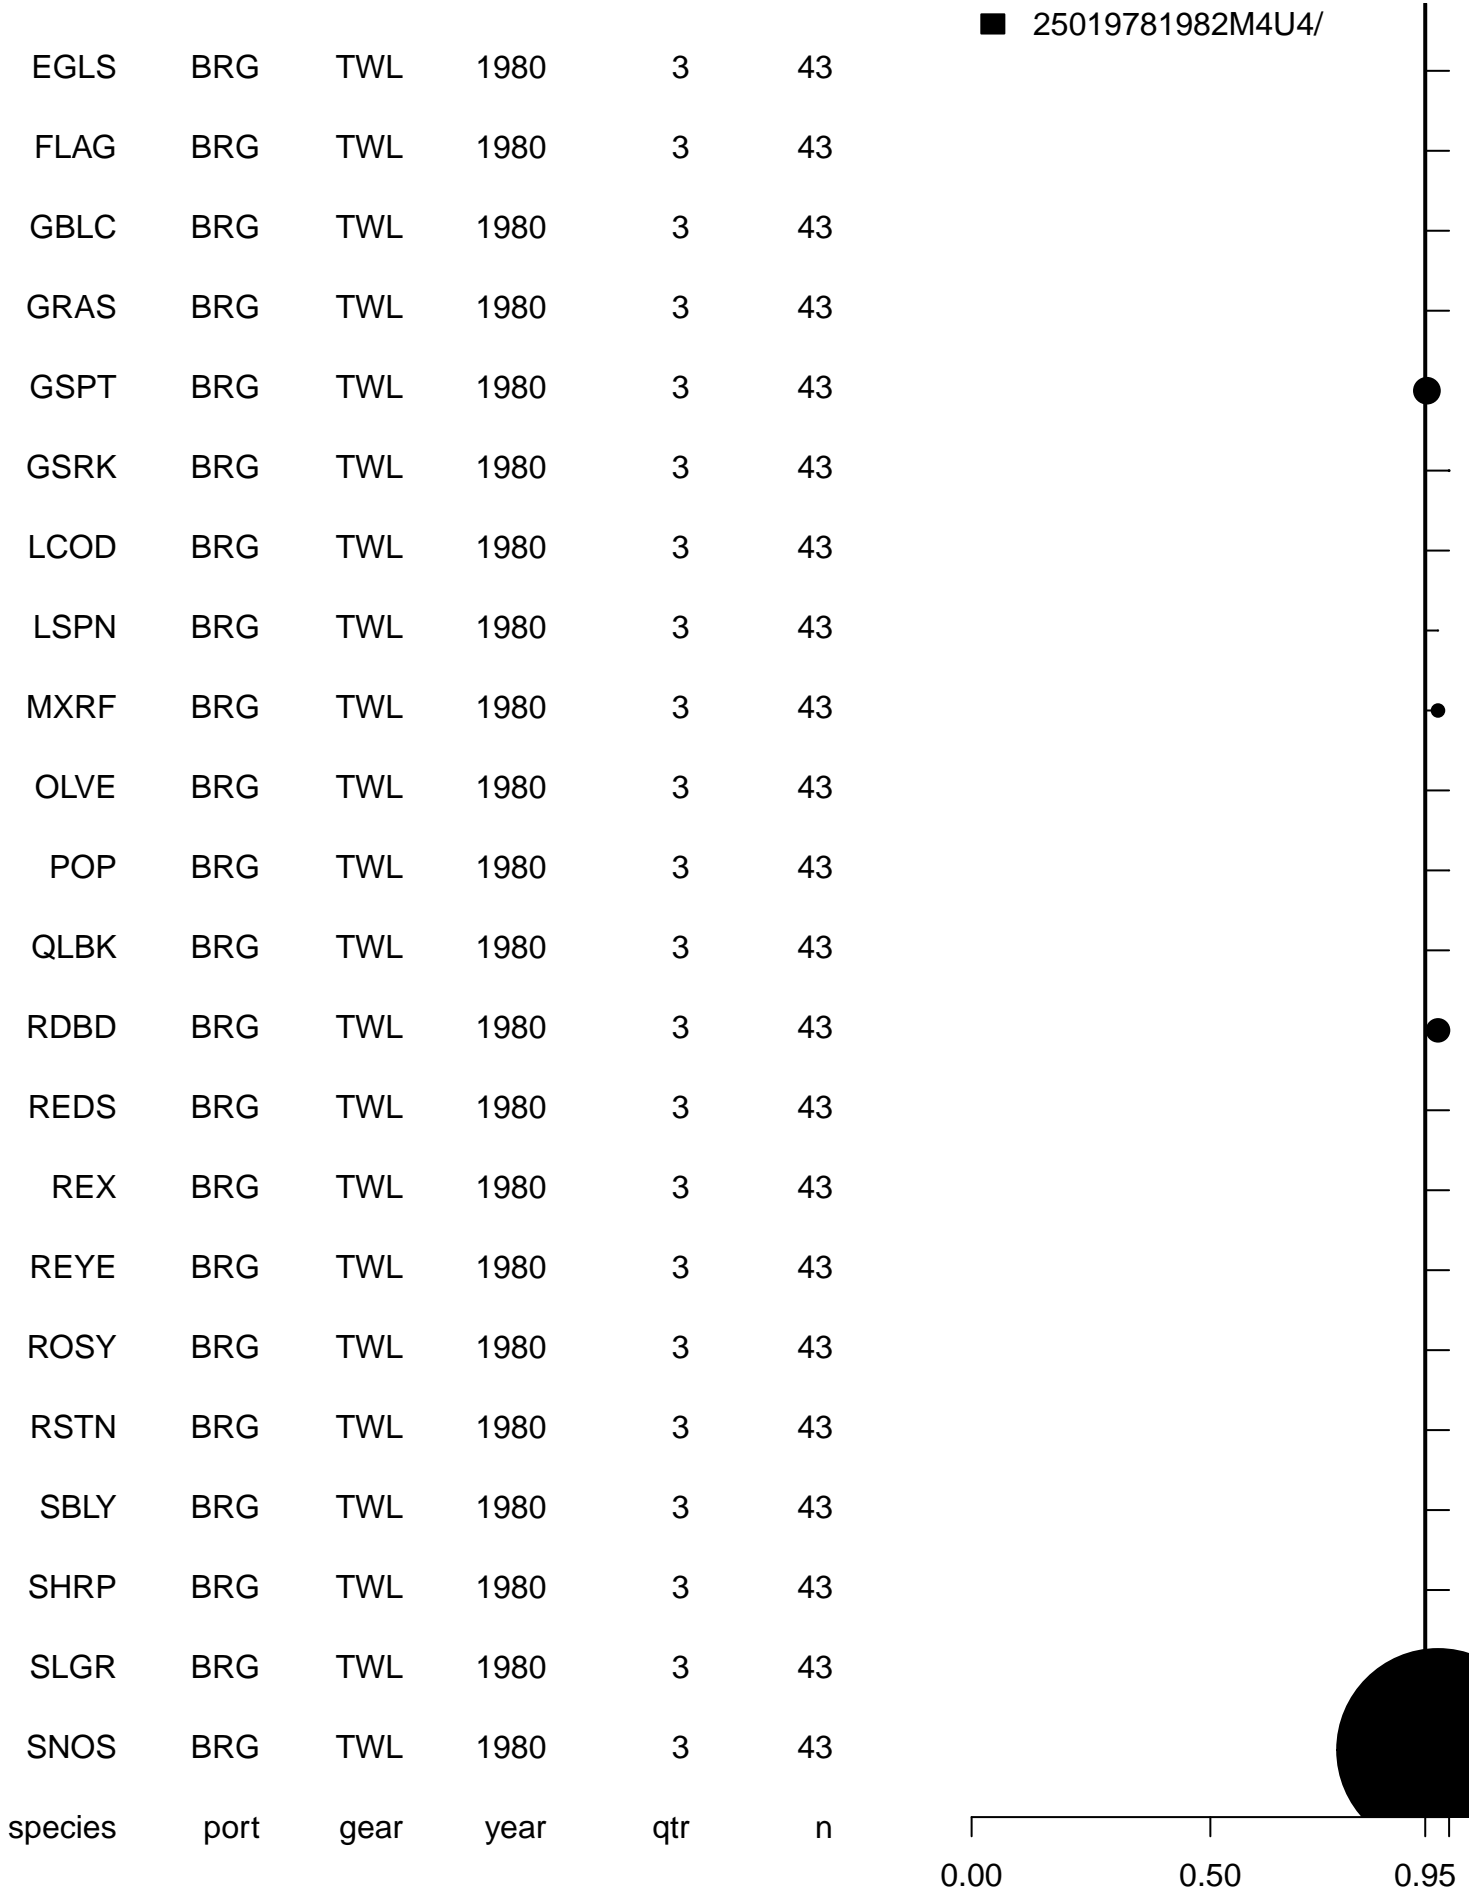 25019781982M4U4/
EGLS BRG TWL 1980 3 43
FLAG BRG TWL 1980 3 43
GBLC BRG TWL 1980 3 43
GRAS BRG TWL 1980 3 43
GSPT BRG TWL 1980 3 43
GSRK BRG TWL 1980 3 43
LCOD BRG TWL 1980 3 43
LSPN BRG TWL 1980 3 43
MXRF BRG TWL 1980 3 43
OLVE BRG TWL 1980 3 43
POP BRG TWL 1980 3 43
QLBK BRG TWL 1980 3 43
RDBD BRG TWL 1980 3 43
REDS BRG TWL 1980 3 43
REX BRG TWL 1980 3 43
REYE BRG TWL 1980 3 43
ROSY BRG TWL 1980 3 43
RSTN BRG TWL 1980 3 43
SBLY BRG TWL 1980 3 43
SHRP BRG TWL 1980 3 43
SLGR BRG TWL 1980 3 43
SNOS BRG TWL 1980 3 43
species port gear year qtr n
0.00 0.50 0.95